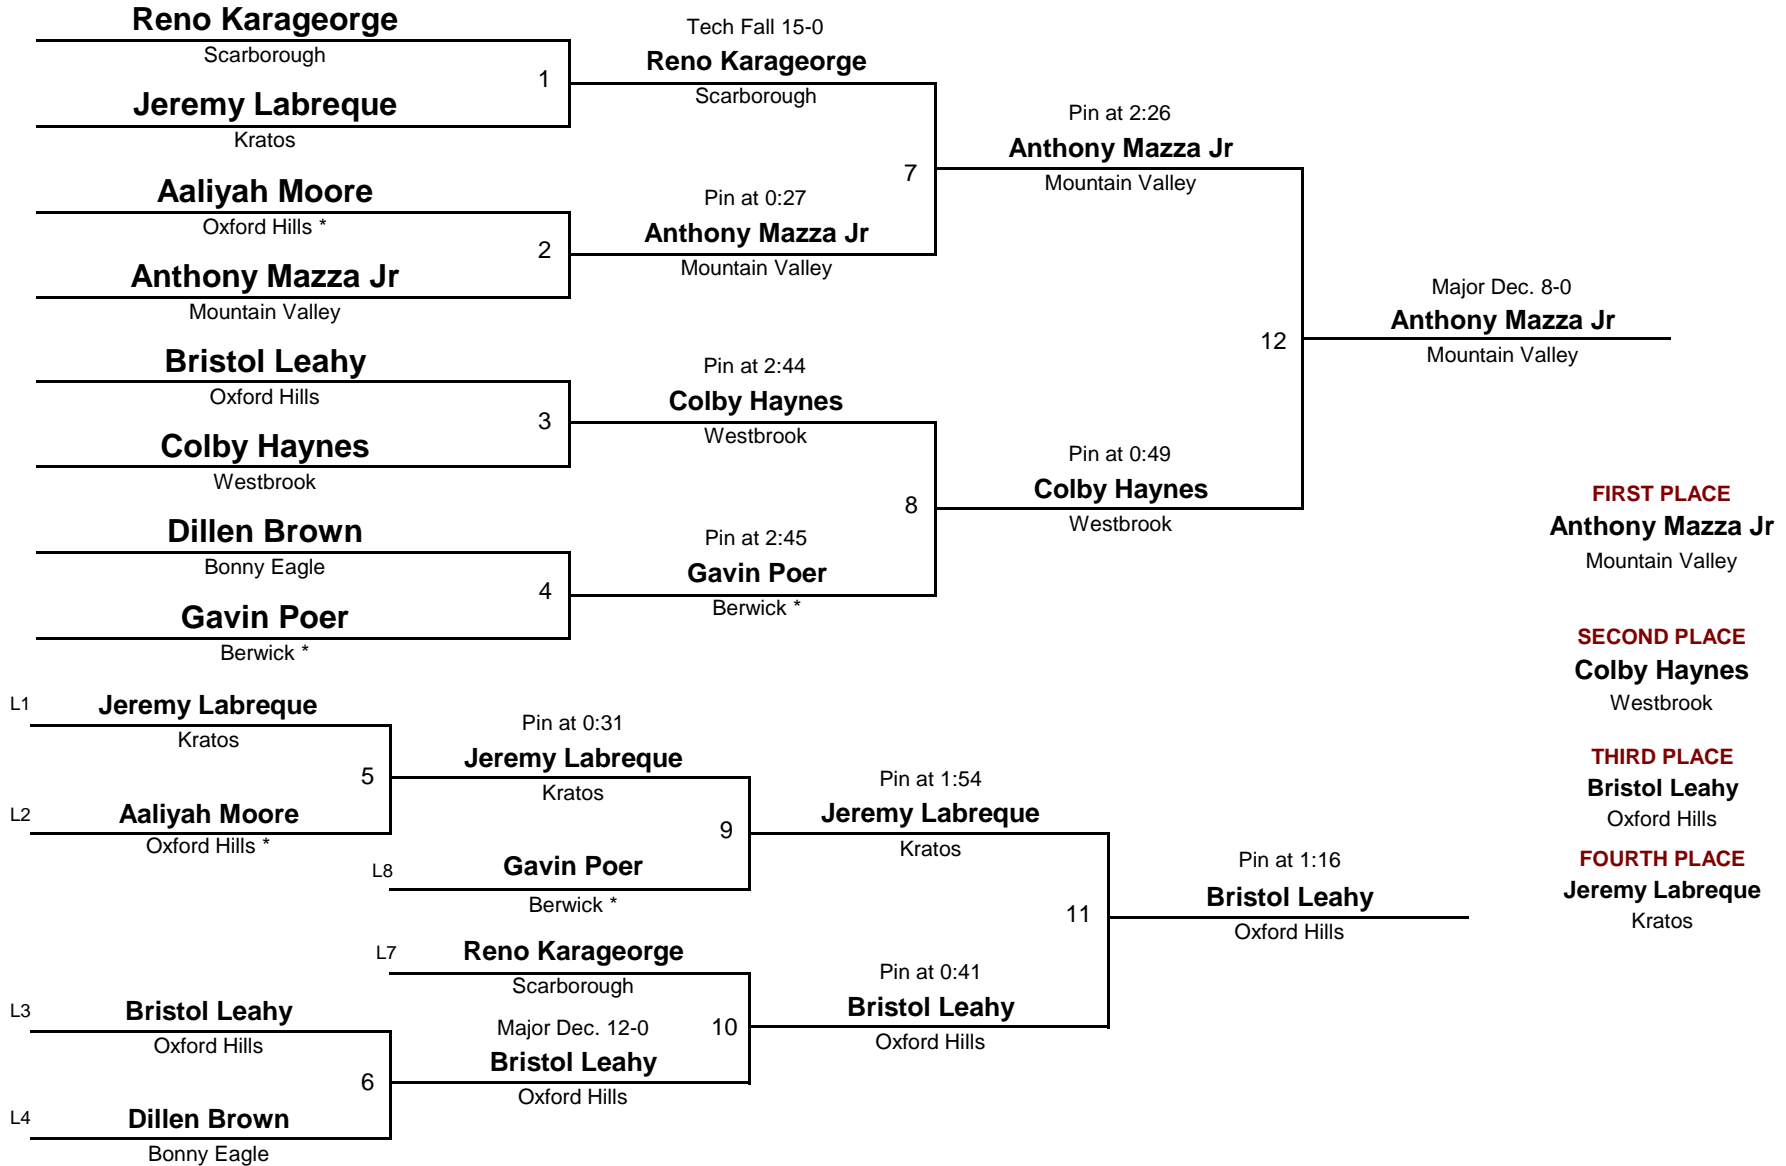 Reno Karageorge
Scarborough
1
Jeremy Labreque
Kratos
Aaliyah Moore
Oxford Hills *
2
Anthony Mazza Jr
Mountain Valley
Bristol Leahy
Oxford Hills
3
Colby Haynes
Westbrook
Dillen Brown
Bonny Eagle
4
Gavin Poer
Berwick *
Tech Fall 15-0
Reno Karageorge
Scarborough
7
Pin at 0:27
Anthony Mazza Jr
Mountain Valley
Pin at 2:44
Colby Haynes
Westbrook
8
Pin at 2:45
Gavin Poer
Berwick *
Pin at 2:26
Anthony Mazza Jr
Mountain Valley
12
Pin at 0:49
Colby Haynes
Westbrook
Major Dec. 8-0
Anthony Mazza Jr
Mountain Valley
FIRST PLACE
Anthony Mazza Jr
Mountain Valley
SECOND PLACE
Colby Haynes
Westbrook
THIRD PLACE
Bristol Leahy
Oxford Hills
FOURTH PLACE
Jeremy Labreque
Kratos
L1 Jeremy Labreque
Kratos
5
L2 Aaliyah Moore
Oxford Hills *
L3 Bristol Leahy
Oxford Hills
6
L4 Dillen Brown
Bonny Eagle
Pin at 0:31
Jeremy Labreque
Kratos
9
L8 Gavin Poer
Berwick *
L7 Reno Karageorge
Scarborough
Major Dec. 12-0 10
Bristol Leahy
Oxford Hills
Pin at 1:54
Jeremy Labreque
Kratos
11
Pin at 0:41
Bristol Leahy
Oxford Hills
Pin at 1:16
Bristol Leahy
Oxford Hills